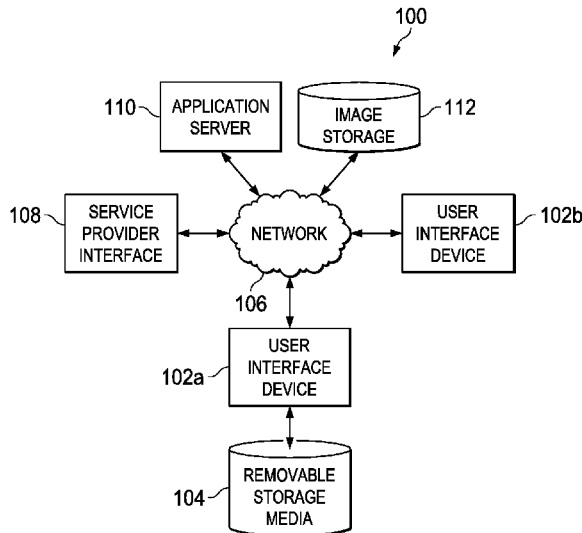 100
110
APPLICATION
SERVER
IMAGE
STORAGE
112
108
SERVICE
PROVIDER
INTERFACE
NETWORK
106
USER
INTERFACE
DEVICE
102b
102a
USER
INTERFACE
DEVICE
104
REMOVABLE
STORAGE
MEDIA